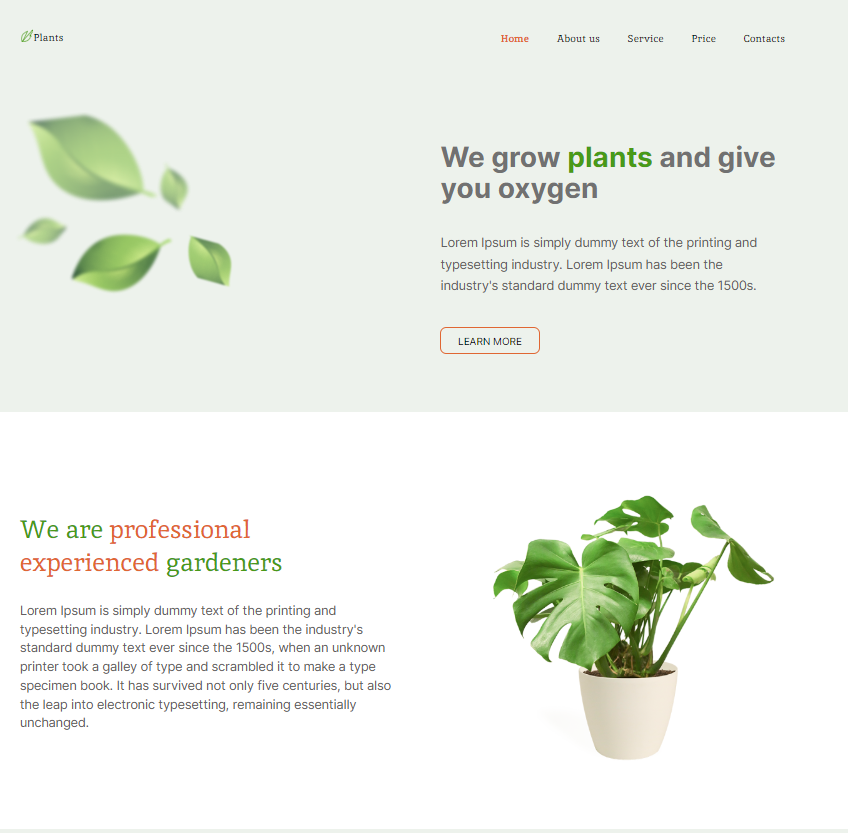 Plants
Home About us Service Price Contacts
We grow plants and give
you oxygen
Lorem Ipsum is simply dummy text of the printing and
typesetting industry. Lorem Ipsum has been the
industry's standard dummy text ever since the 1500s.
LEARN MORE
We are professional
experienced gardeners
Lorem Ipsum is simply dummy text of the printing and
typesetting industry. Lorem Ipsum has been the industry's
standard dummy text ever since the 1500s, when an unknown
printer took a galley of type and scrambled it to make a type
specimen book. It has survived not only five centuries, but also
the leap into electronic typesetting, remaining essentially
unchanged.